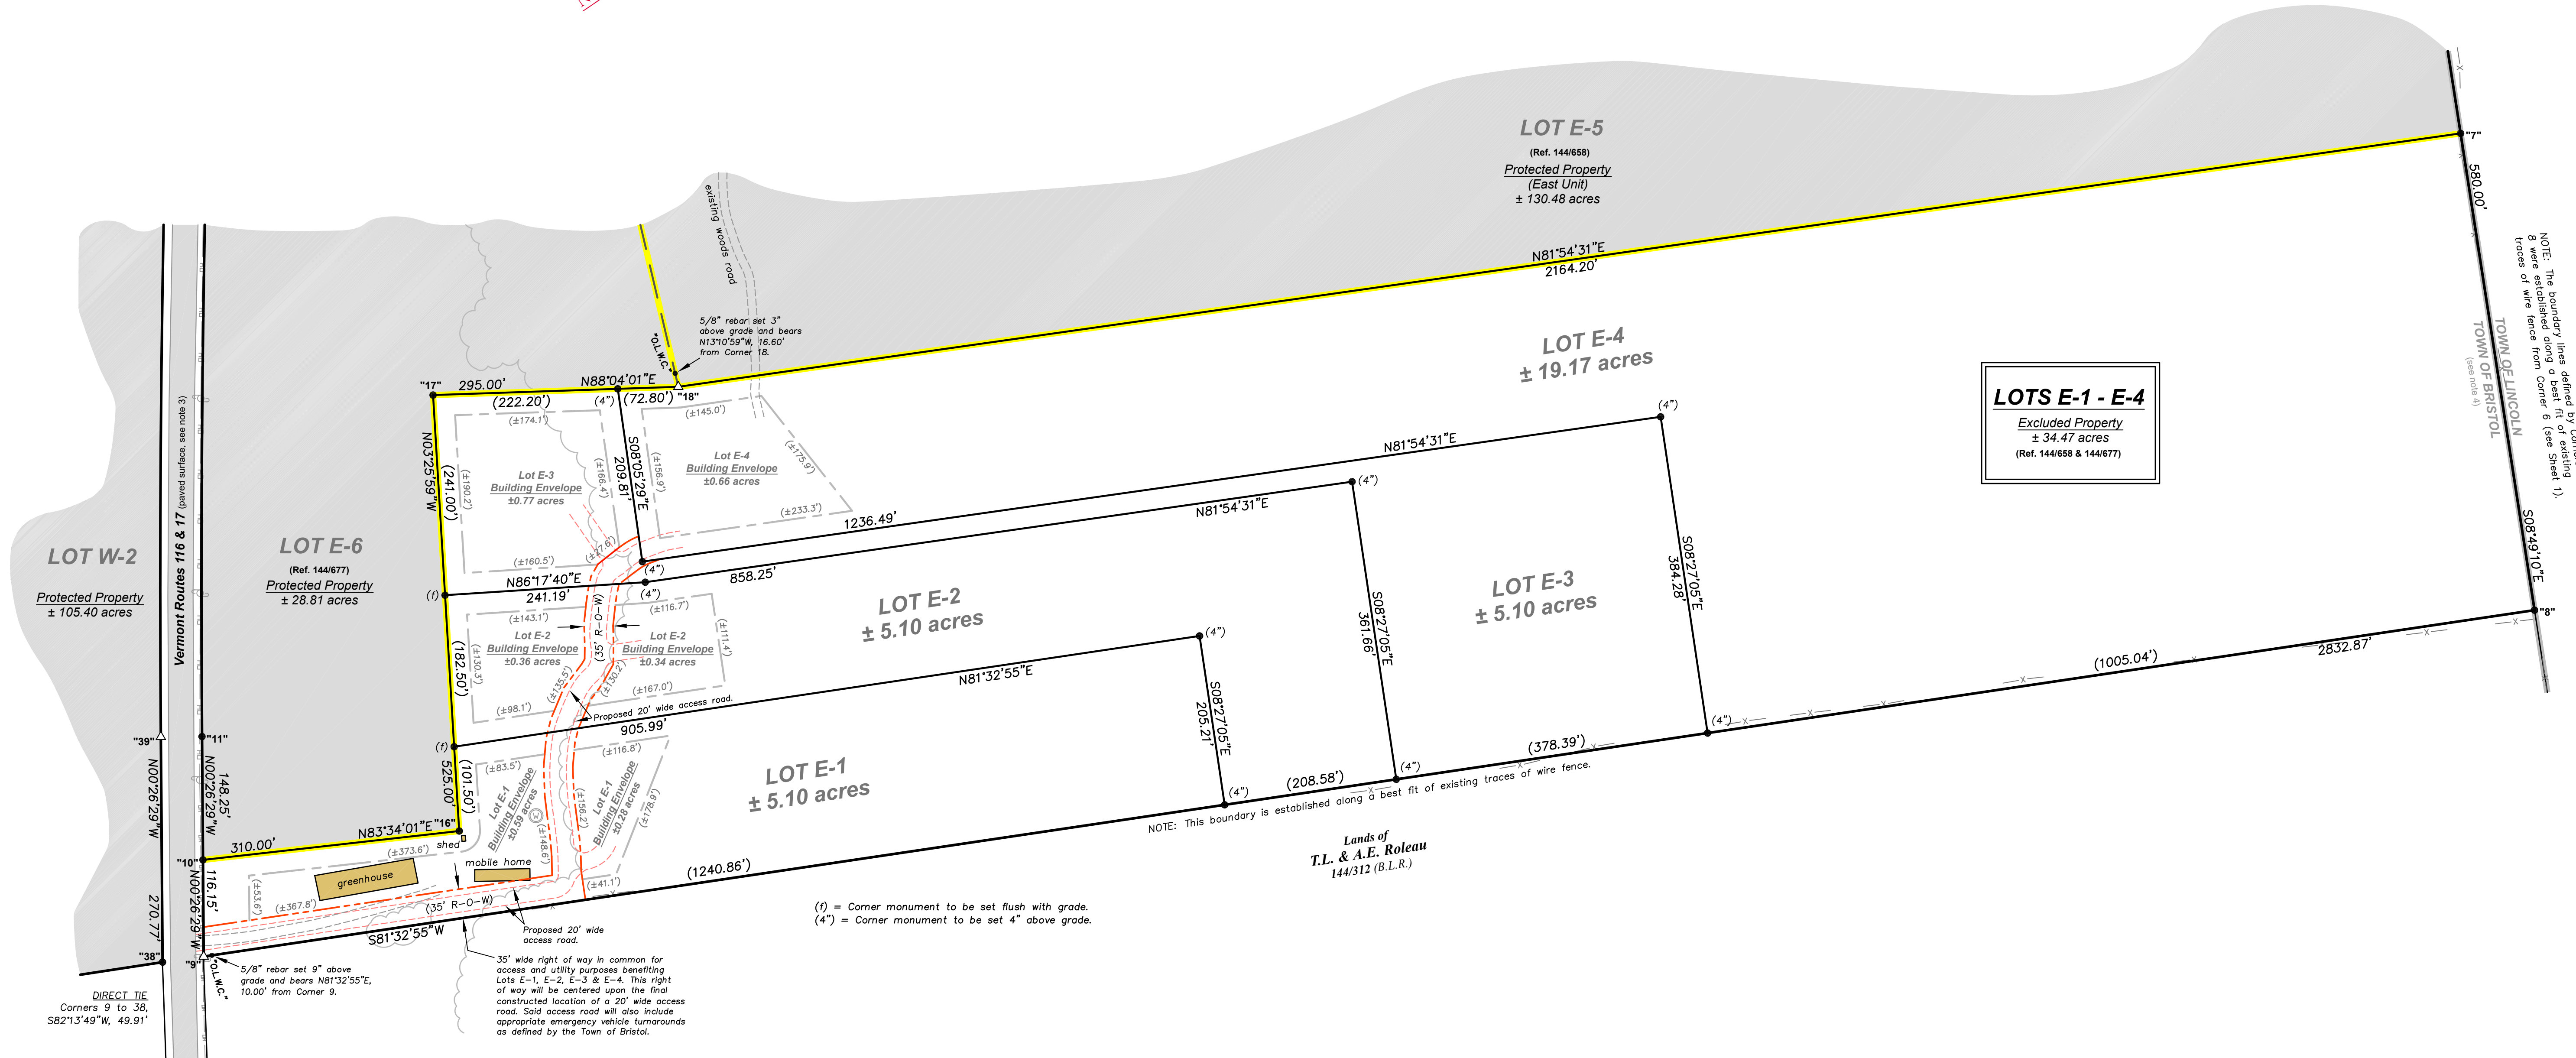 LOT E-5
(Ref. 144/658)
Protected Property
(East Unit)
± 130.48 acres
"7"
580.00'
N81°54'31"E
2164.20'
existing woods road
5/8" rebar set 3"
above grade and bears
N13°10'59"W, 16.60'
from Corner 18.
"O.L.W.C."
NOTE: The boundary lines defined by
8 were established along a best fit of existing
traces of wire fence from Corner 6 (see Sheet 1).
TOWN OF LINCOLN
TOWN OF BRISTOL
(see note 4)
LOT E-4
± 19.17 acres
LOTS E-1 - E-4
Excluded Property
± 34.47 acres
(Ref. 144/658 & 144/677)
"17"
295.00'
N88°04'01"E
(222.20')
(4")
(72.80')
"18"
(±174.1')
(±145.0')
(±175.9')
N03°25'59"W
(241.00')
(±190.2')
Lot E-3
Building Envelope
±0.77 acres
(±166.4')
S08°05'29"E
209.81'
(±156.9')
Lot E-4
Building Envelope
±0.66 acres
(±233.3')
(±160.5')
(±27.6')
(4")
1236.49'
N81°54'31"E
(4")
S08°27'05"E
384.28'
(4")
Vermont Routes 116 & 17 (paved surface, see note 3)
LOT W-2
Protected Property
± 105.40 acres
LOT E-6
(Ref. 144/677)
Protected Property
± 28.81 acres
(f)
N86°17'40"E
241.19'
(4")
858.25'
N81°54'31"E
(4")
S08°27'05"E
361.66'
(4")
LOT E-2
± 5.10 acres
LOT E-3
± 5.10 acres
S08°49'10"E
"8"
2832.87'
(1005.04')
(378.39')
(208.58')
(182.50')
(±143.1')
(±116.7')
(±130.3')
Lot E-2
Building Envelope
±0.36 acres
(35' R-O-W)
Lot E-2
Building Envelope
±0.34 acres
(±111.4')
(±135.5')
(±130.2')
(±98.1')
(±167.0')
Proposed 20' wide access road.
(f)
905.99'
N81°32'55"E
(4")
S08°27'05"E
205.21'
(4")
"39"
"11"
N00°26'29"W
270.77'
N00°26'29"W
148.25'
525.00'
(101.50')
(±83.5')
(±116.8')
Lot E-1
Building Envelope
±0.59 acres
W
(±148.6')
(±156.2')
Lot E-1
Building Envelope
±0.28 acres
(±178.9')
LOT E-1
± 5.10 acres
NOTE: This boundary is established along a best fit of existing traces of wire fence.
Lands of
T.L. & A.E. Roleau
144/312 (B.L.R.)
"10"
310.00'
N83°34'01"E
"16"
shed
(±373.6')
mobile home
greenhouse
(±53.6')
(±367.8')
(35' R-O-W)
(±41.1')
(1240.86')
116.15'
N00°26'29"W
S81°32'55"W
"38"
"9"
"O.L.W.C."
5/8" rebar set 9" above
grade and bears N81°32'55"E,
10.00' from Corner 9.
DIRECT TIE
Corners 9 to 38,
S82°13'49"W, 49.91'
Proposed 20' wide
access road.
35' wide right of way in common for
access and utility purposes benefiting
Lots E-1, E-2, E-3 & E-4. This right
of way will be centered upon the final
constructed location of a 20' wide access
road. Said access road will also include
appropriate emergency vehicle turnarounds
as defined by the Town of Bristol.
(f) = Corner monument to be set flush with grade.
(4") = Corner monument to be set 4" above grade.